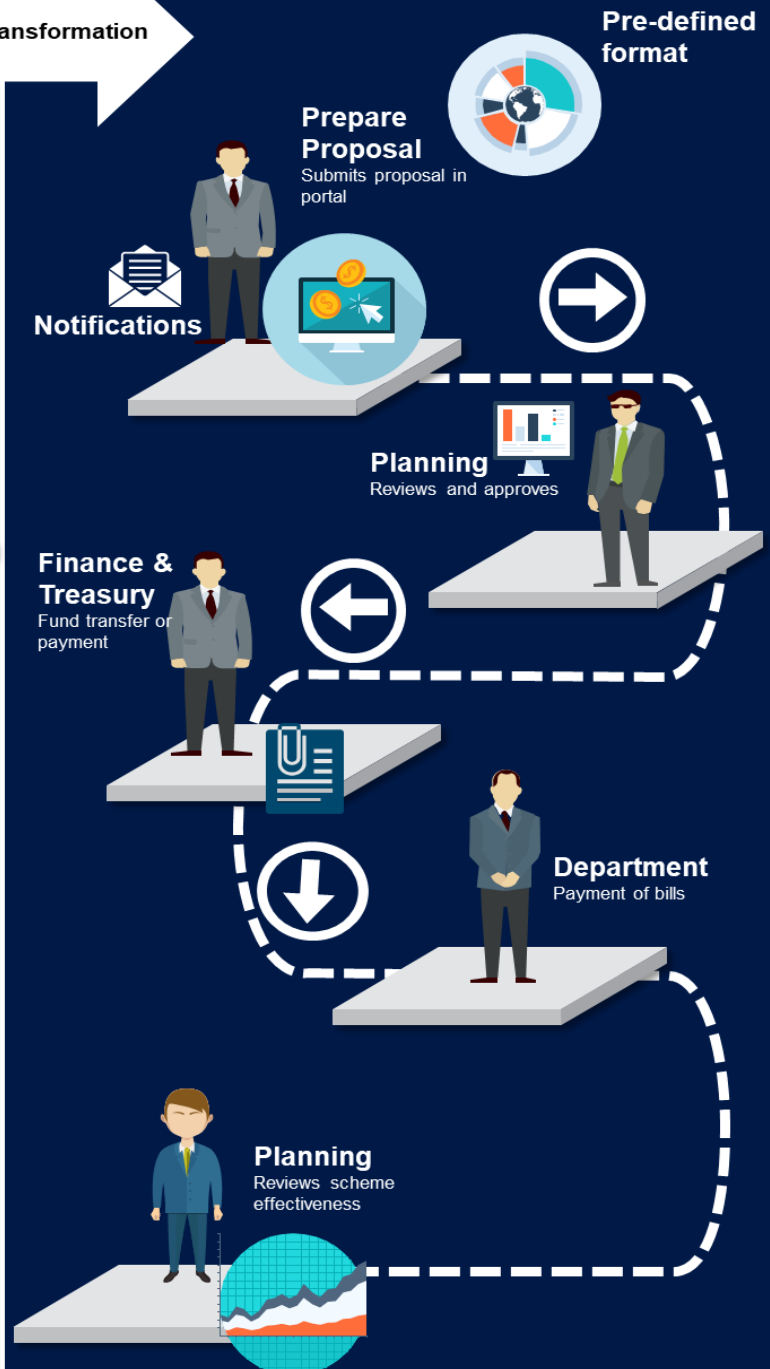 ansformation
Pre-defined
format
Prepare
Proposal
Submits proposal in
portal
Notifications
Planning
Reviews and approves
Finance &
Treasury
Fund transfer or
payment
Department
Payment of bills
Planning
Reviews scheme
effectiveness